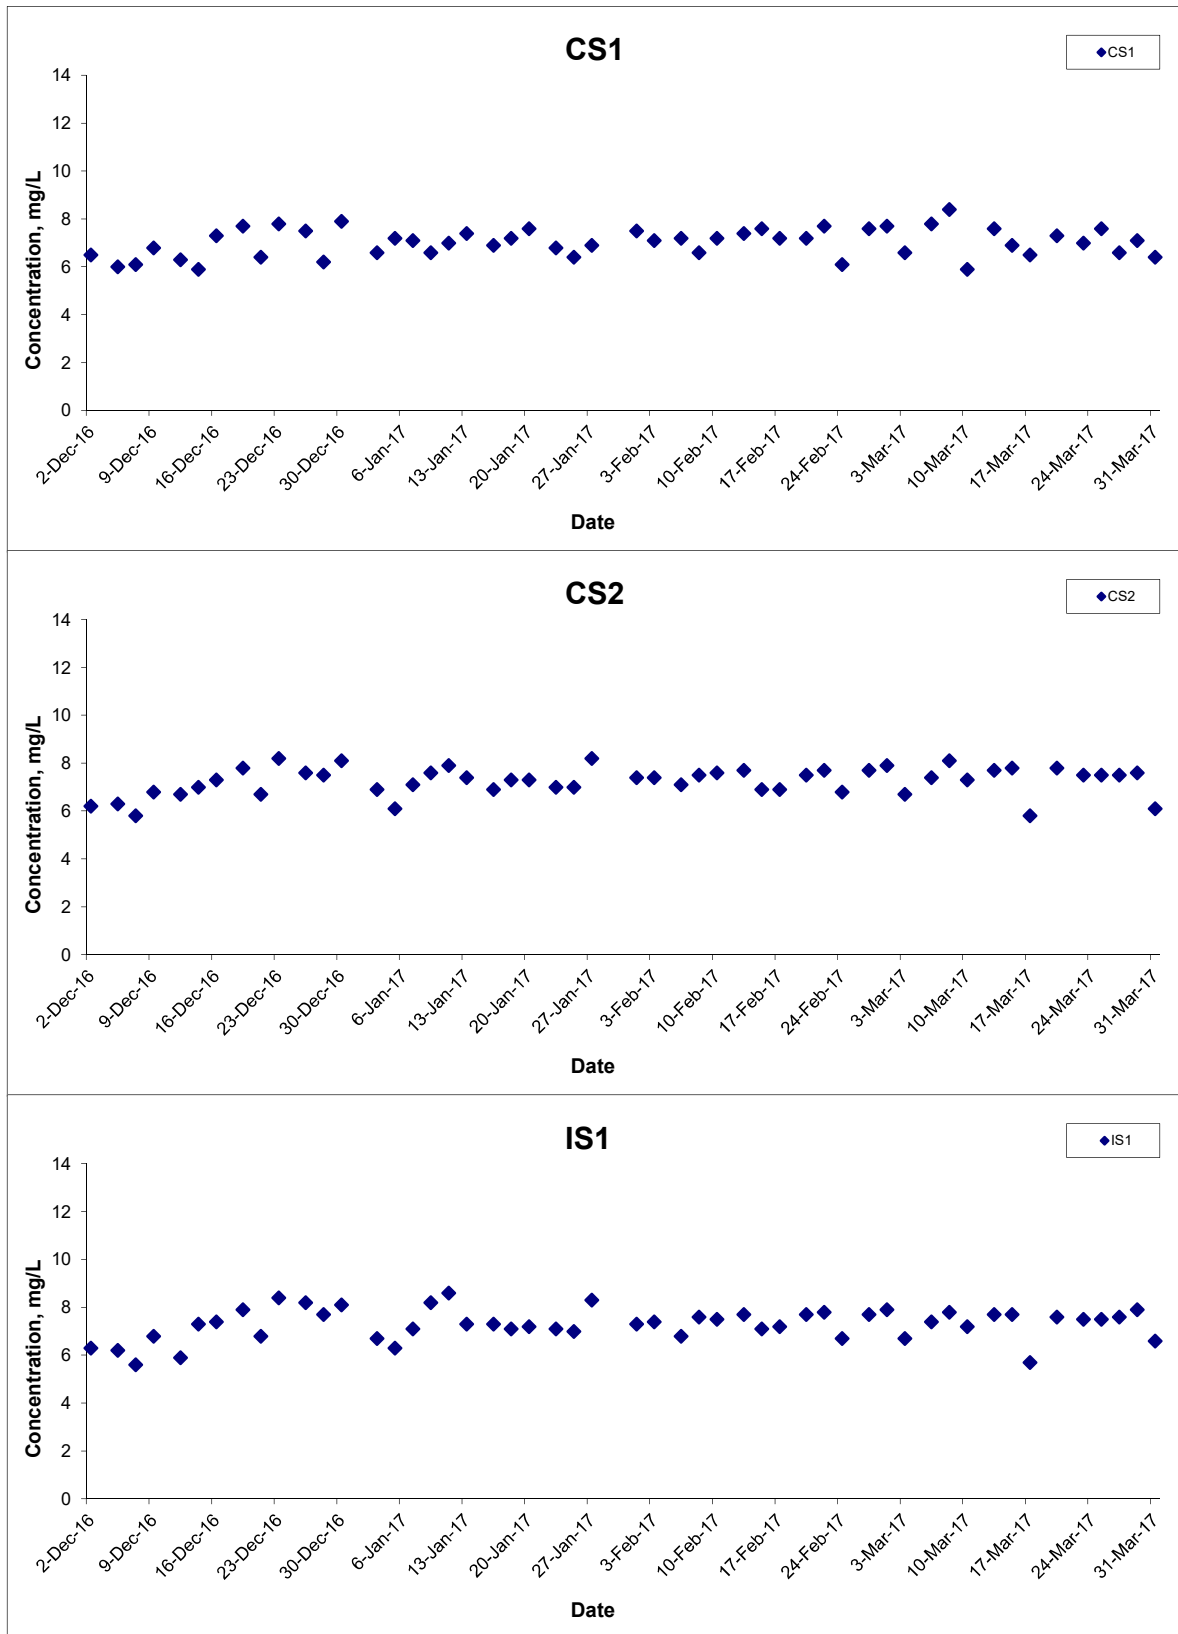 CS1
CS1
14
12
10
8
6
4
2
0
Concentration, mg/L
2-Dec-16
9-Dec-16
16-Dec-16
23-Dec-16
30-Dec-16
6-Jan-17
13-Jan-17
20-Jan-17
27-Jan-17
3-Feb-17
10-Feb-17
17-Feb-17
24-Feb-17
3-Mar-17
10-Mar-17
17-Mar-17
24-Mar-17
31-Mar-17
Date
CS2
CS2
14
12
10
8
6
4
2
0
Concentration, mg/L
2-Dec-16
9-Dec-16
16-Dec-16
23-Dec-16
30-Dec-16
6-Jan-17
13-Jan-17
20-Jan-17
27-Jan-17
3-Feb-17
10-Feb-17
17-Feb-17
24-Feb-17
3-Mar-17
10-Mar-17
17-Mar-17
24-Mar-17
31-Mar-17
Date
IS1
IS1
14
12
10
8
6
4
2
0
Concentration, mg/L
2-Dec-16
9-Dec-16
16-Dec-16
23-Dec-16
30-Dec-16
6-Jan-17
13-Jan-17
20-Jan-17
27-Jan-17
3-Feb-17
10-Feb-17
17-Feb-17
24-Feb-17
3-Mar-17
10-Mar-17
17-Mar-17
24-Mar-17
31-Mar-17
Date